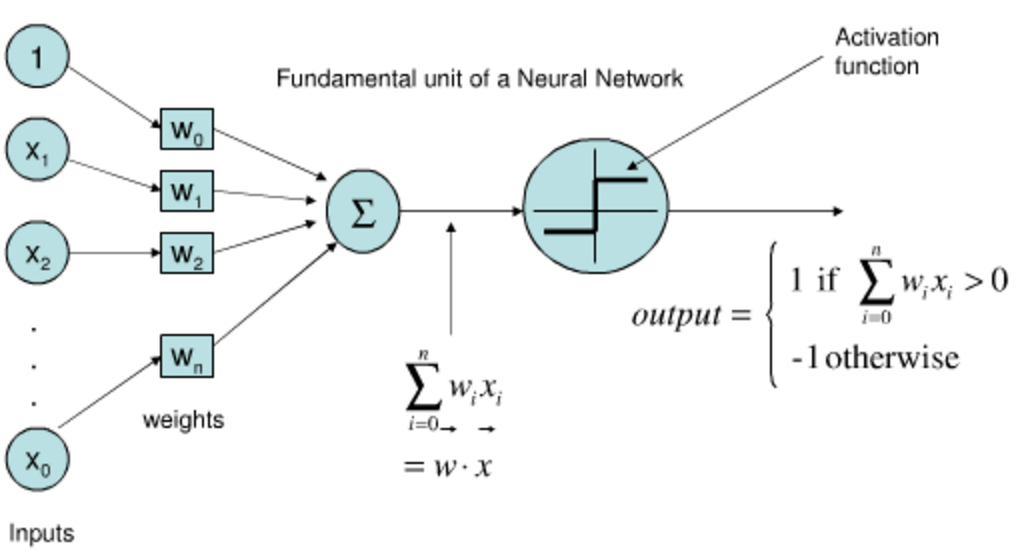 1
Activation
function
Fundamental unit of a Neural Network
w₀
x₁
w₁
Σ
x₂
w₂
.
.
.
wₙ
x₀
weights
Inputs
n
∑ wᵢxᵢ
i=0
= w⃗ · x⃗
output = {
1 if ∑ⁿᵢ₌₀ wᵢxᵢ > 0
-1 otherwise